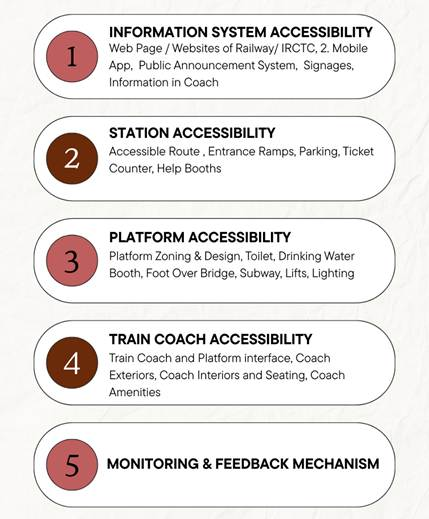 1
INFORMATION SYSTEM ACCESSIBILITY
Web Page / Websites of Railway/ IRCTC, 2. Mobile
App, Public Announcement System, Signages,
Information in Coach
2
STATION ACCESSIBILITY
Accessible Route , Entrance Ramps, Parking, Ticket
Counter, Help Booths
3
PLATFORM ACCESSIBILITY
Platform Zoning & Design, Toilet, Drinking Water
Booth, Foot Over Bridge, Subway, Lifts, Lighting
4
TRAIN COACH ACCESSIBILITY
Train Coach and Platform interface, Coach
Exteriors, Coach Interiors and Seating, Coach
Amenities
5
MONITORING & FEEDBACK MECHANISM